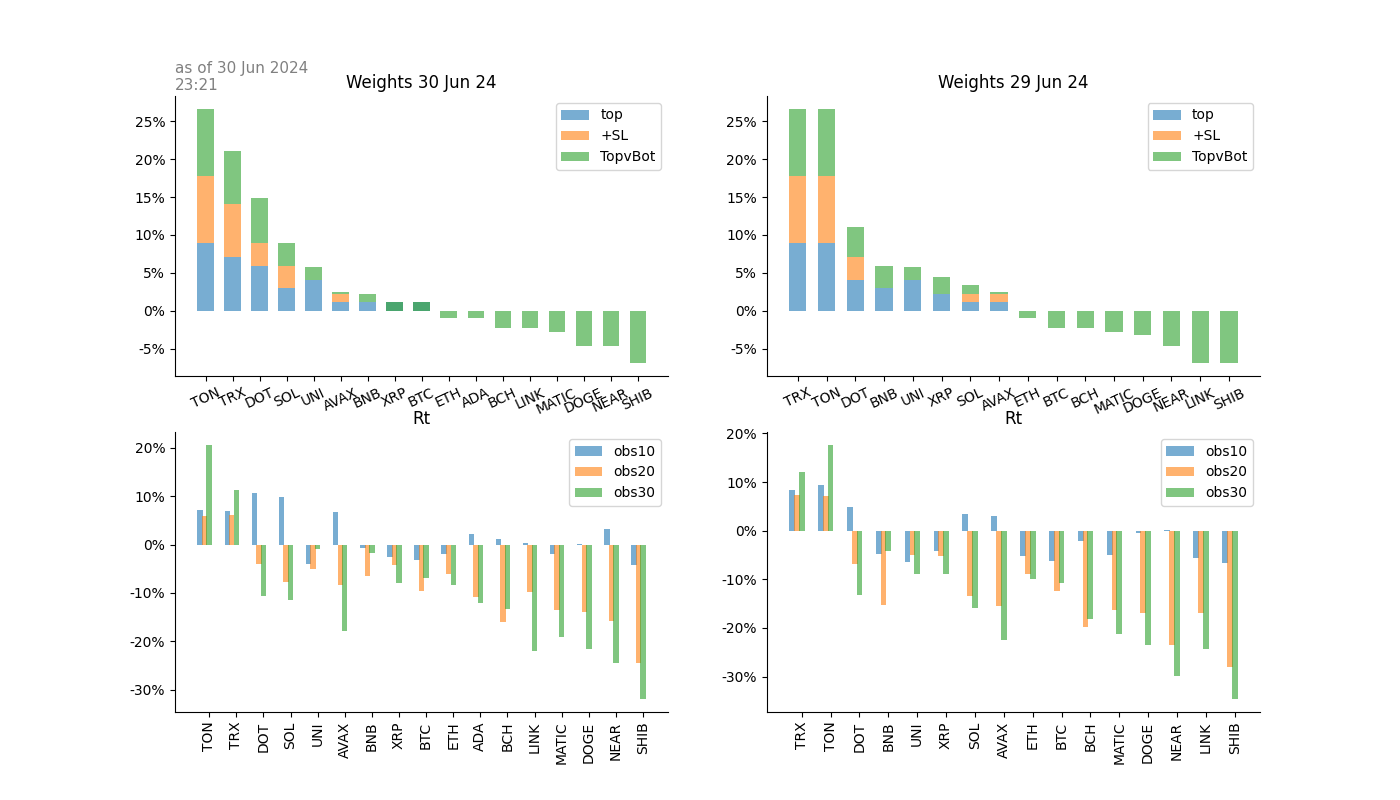 as of 30 Jun 2024
23:21
Weights 30 Jun 24
25%
20%
15%
10%
5%
0%
-5%
top
+SL
TopvBot
TON TRX DOT SOL UNI AVAX BNB XRP BTC ETH ADA BCH LINK MATIC DOGE NEAR SHIB
Weights 29 Jun 24
25%
20%
15%
10%
5%
0%
-5%
top
+SL
TopvBot
TRX TON DOT BNB UNI XRP SOL AVAX ETH BTC BCH MATIC DOGE NEAR LINK SHIB
Rt
20%
10%
0%
-10%
-20%
-30%
obs10
obs20
obs30
TON TRX DOT SOL UNI AVAX BNB XRP BTC ETH ADA BCH LINK MATIC DOGE NEAR SHIB
Rt
20%
10%
0%
-10%
-20%
-30%
obs10
obs20
obs30
TRX TON DOT BNB UNI XRP SOL AVAX ETH BTC BCH MATIC DOGE NEAR LINK SHIB